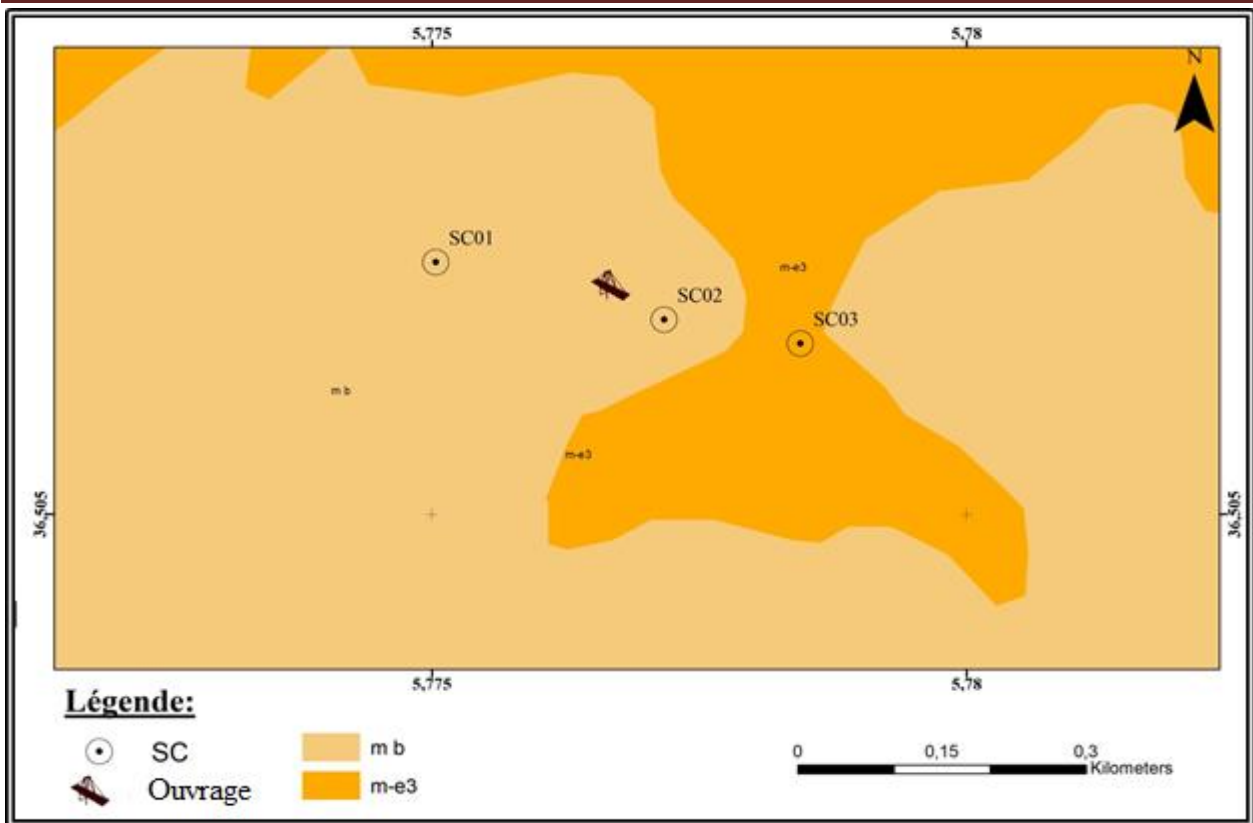 5,775 5,78
N
SC01
m-e3
SC02
SC03
m b
m-e3
36,505 36,505
5,775 5,78
Légende:
SC m b
Ouvrage m-e3
0 0,15 0,3
Kilometers